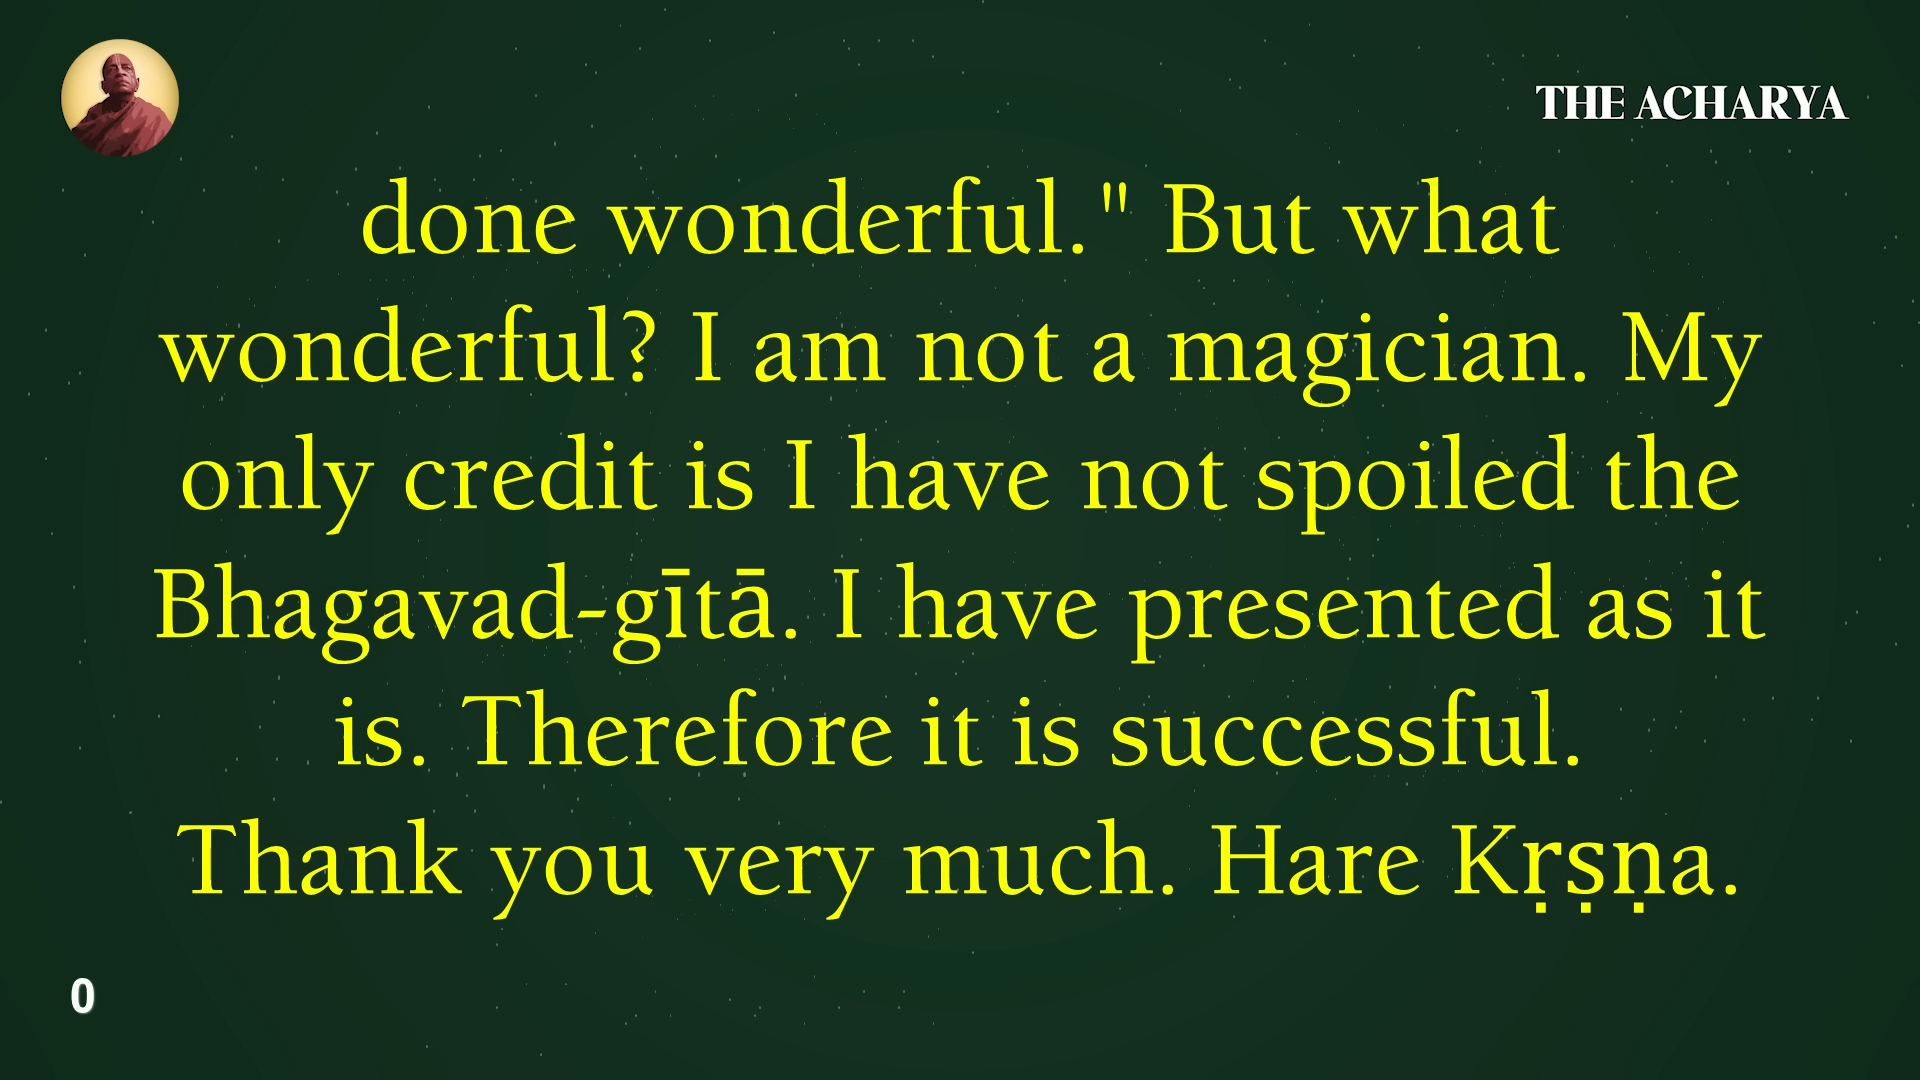 THE ACHARYA
done wonderful." But what
wonderful? I am not a magician. My
only credit is I have not spoiled the
Bhagavad-gītā. I have presented as it
is. Therefore it is successful.
Thank you very much. Hare Kṛṣṇa.
0